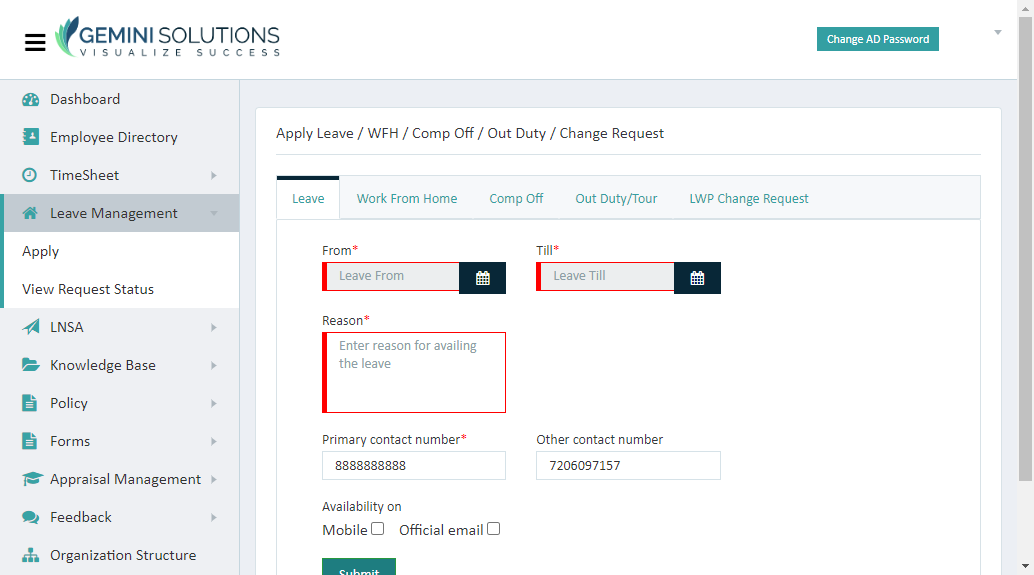 GEMINI SOLUTIONS
VISUALIZE SUCCESS
Change AD Password
Dashboard
Employee Directory
TimeSheet
Leave Management
Apply
View Request Status
LNSA
Knowledge Base
Policy
Forms
Appraisal Management
Feedback
Organization Structure
Apply Leave / WFH / Comp Off / Out Duty / Change Request
Leave Work From Home Comp Off Out Duty/Tour LWP Change Request
From* Till*
Leave From Leave Till
Reason*
Enter reason for availing
the leave
Primary contact number* Other contact number
8888888888 7206097157
Availability on
Mobile Official email
Submit